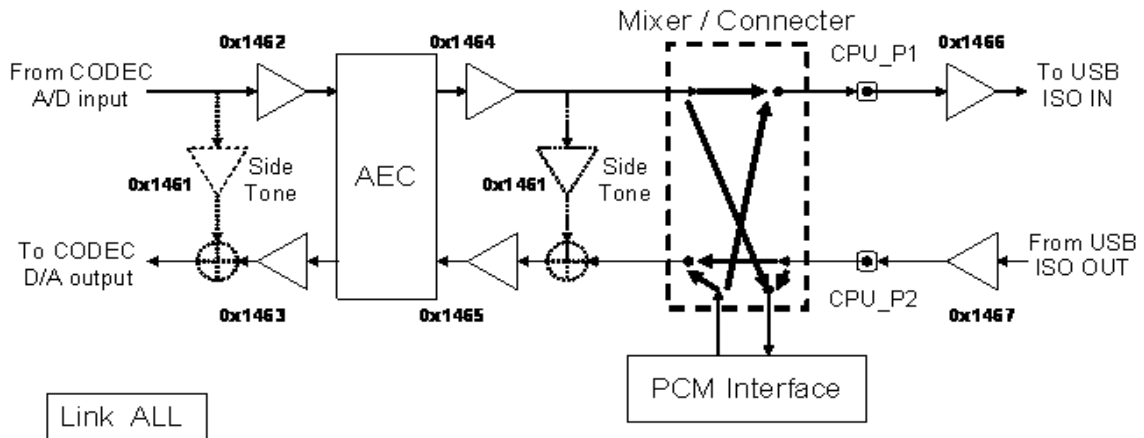 Mixer / Connecter
0x1462
0x1464
CPU_P1
0x1466
From CODEC
A/D input
To USB
ISO IN
AEC
0x1461
Side
Tone
0x1461
Side
Tone
To CODEC
D/A output
From USB
ISO OUT
0x1463
0x1465
CPU_P2
0x1467
PCM Interface
Link ALL